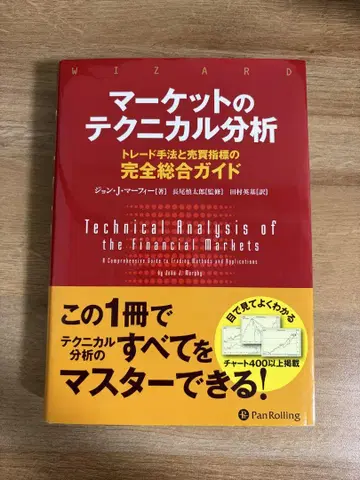 WIZARD
マーケットの
テクニカル分析
トレード手法と売買指標の
完全総合ガイド
ジョン・J・マーフィー[著] 長尾慎太郎[監修] 田村英基[訳]
Technical Analysis of
the Financial Markets
A Comprehensive Guide to Trading Methods and Applications
by John J. Murphy
この1冊で
テクニカル
分析の
すべてを
マスターできる!
目で見てよくわかる
チャート400以上掲載
PanRolling